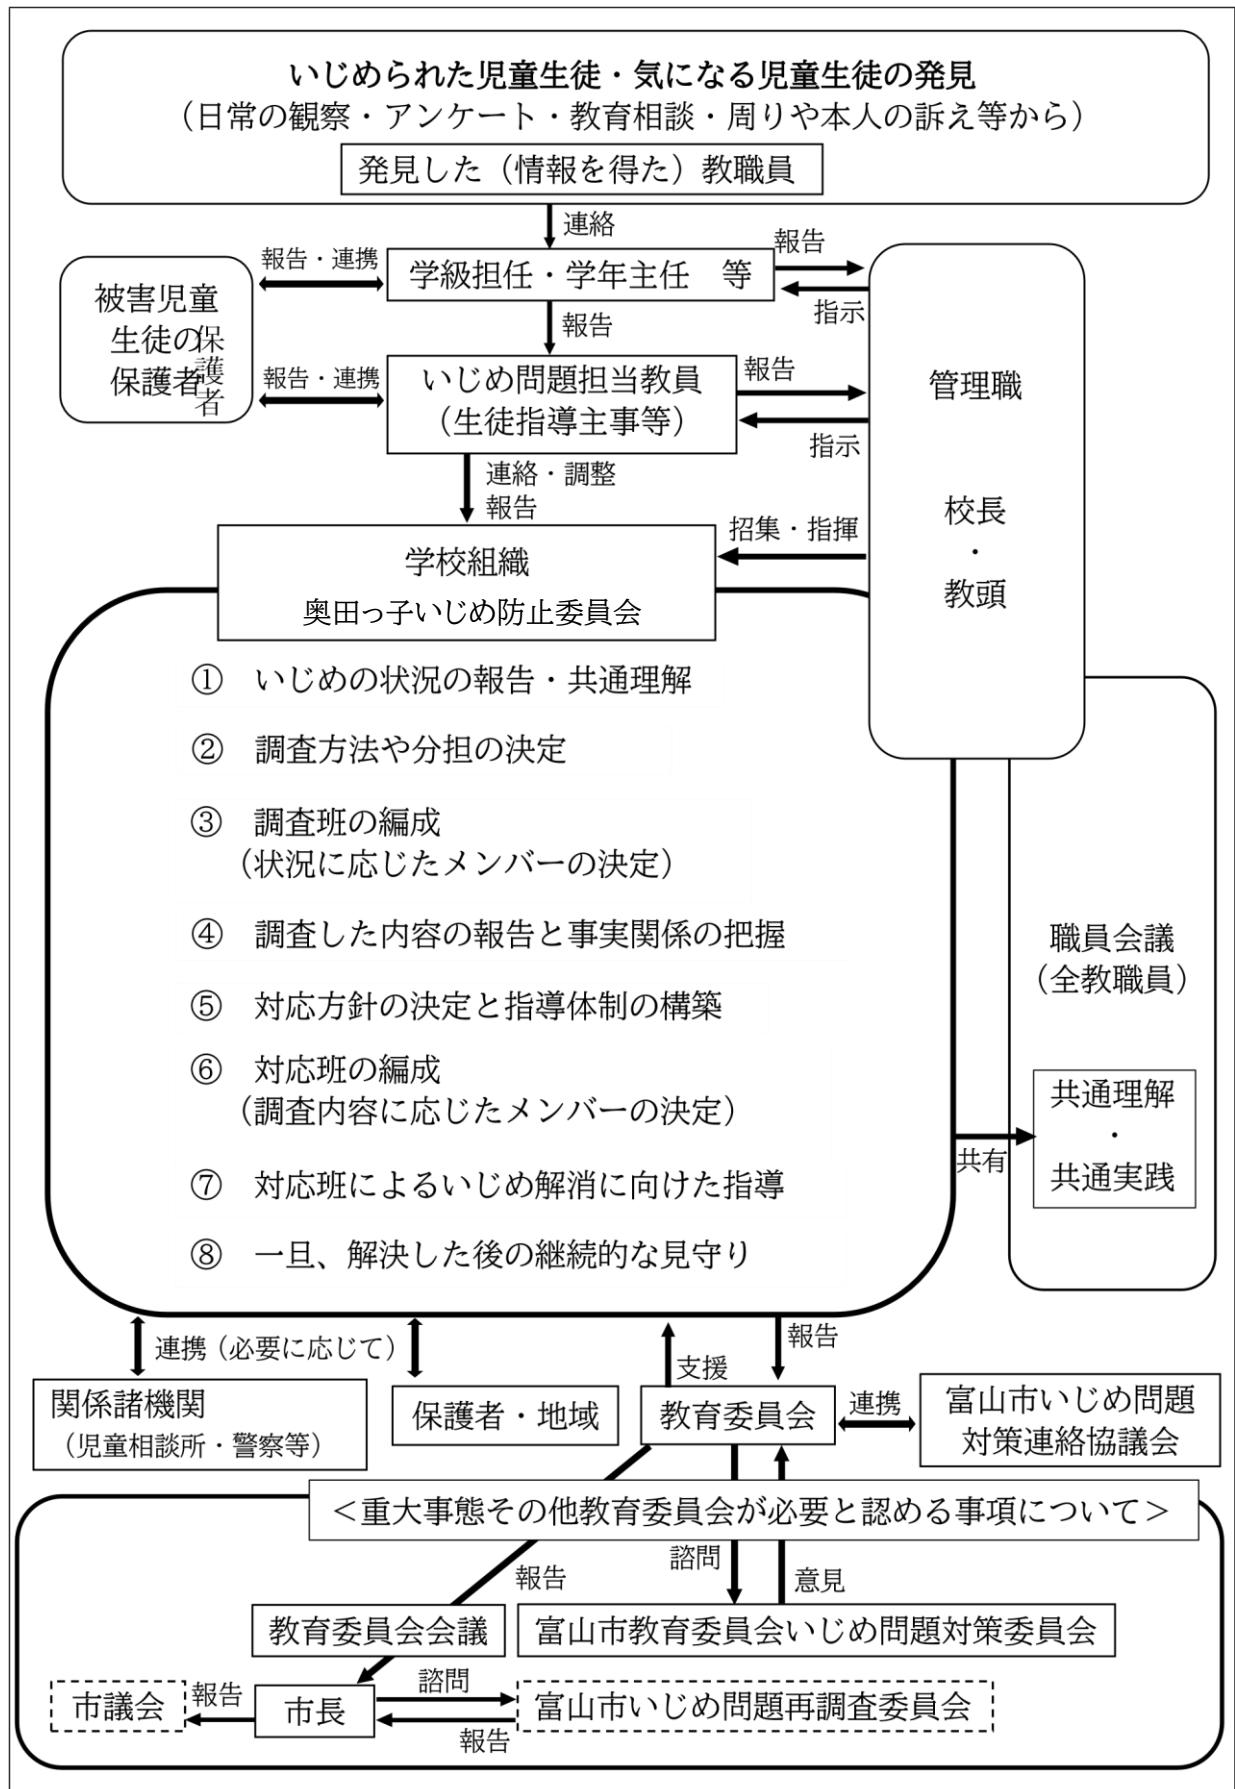 いじめられた児童生徒・気になる児童生徒の発見
（日常の観察・アンケート・教育相談・周りや本人の訴え等から）
発見した（情報を得た）教職員
連絡
報告・連携
学級担任・学年主任　等
報告
指示
被害児童
生徒の
保護者
保護者
報告
報告・連携
いじめ問題担当教員
（生徒指導主事等）
報告
指示
管理職
校長
・
教頭
連絡・調整
報告
招集・指揮
学校組織
奥田っ子いじめ防止委員会
①　いじめの状況の報告・共通理解
②　調査方法や分担の決定
③　調査班の編成
（状況に応じたメンバーの決定）
④　調査した内容の報告と事実関係の把握
⑤　対応方針の決定と指導体制の構築
⑥　対応班の編成
（調査内容に応じたメンバーの決定）
⑦　対応班によるいじめ解消に向けた指導
⑧　一旦、解決した後の継続的な見守り
職員会議
（全教職員）
共有
共通理解
・
共通実践
連携（必要に応じて）
支援
報告
関係諸機関
（児童相談所・警察等）
保護者・地域
教育委員会
連携
富山市いじめ問題
対策連絡協議会
＜重大事態その他教育委員会が必要と認める事項について＞
報告
諮問
意見
教育委員会会議
富山市教育委員会いじめ問題対策委員会
市議会
報告
市長
諮問
報告
富山市いじめ問題再調査委員会